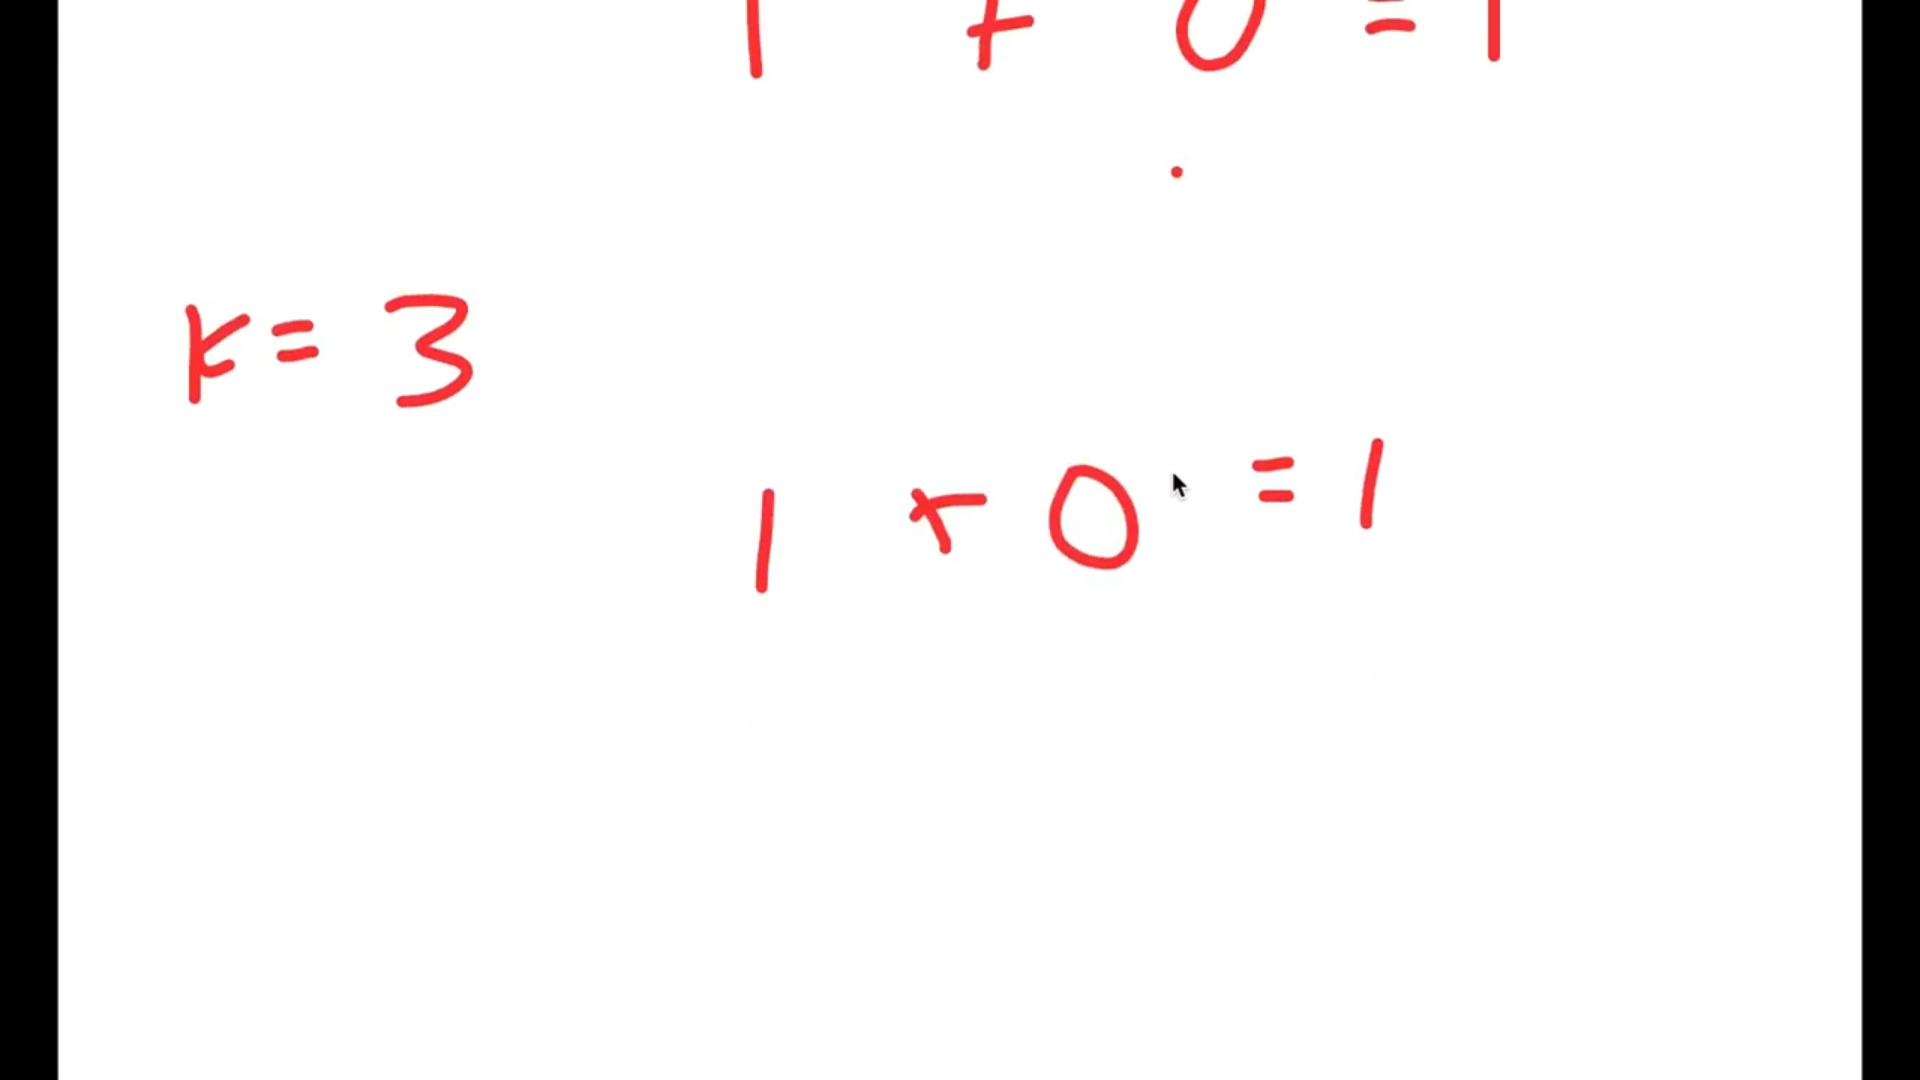 1 + 0 = 1
k = 3
1 + 0 = 1